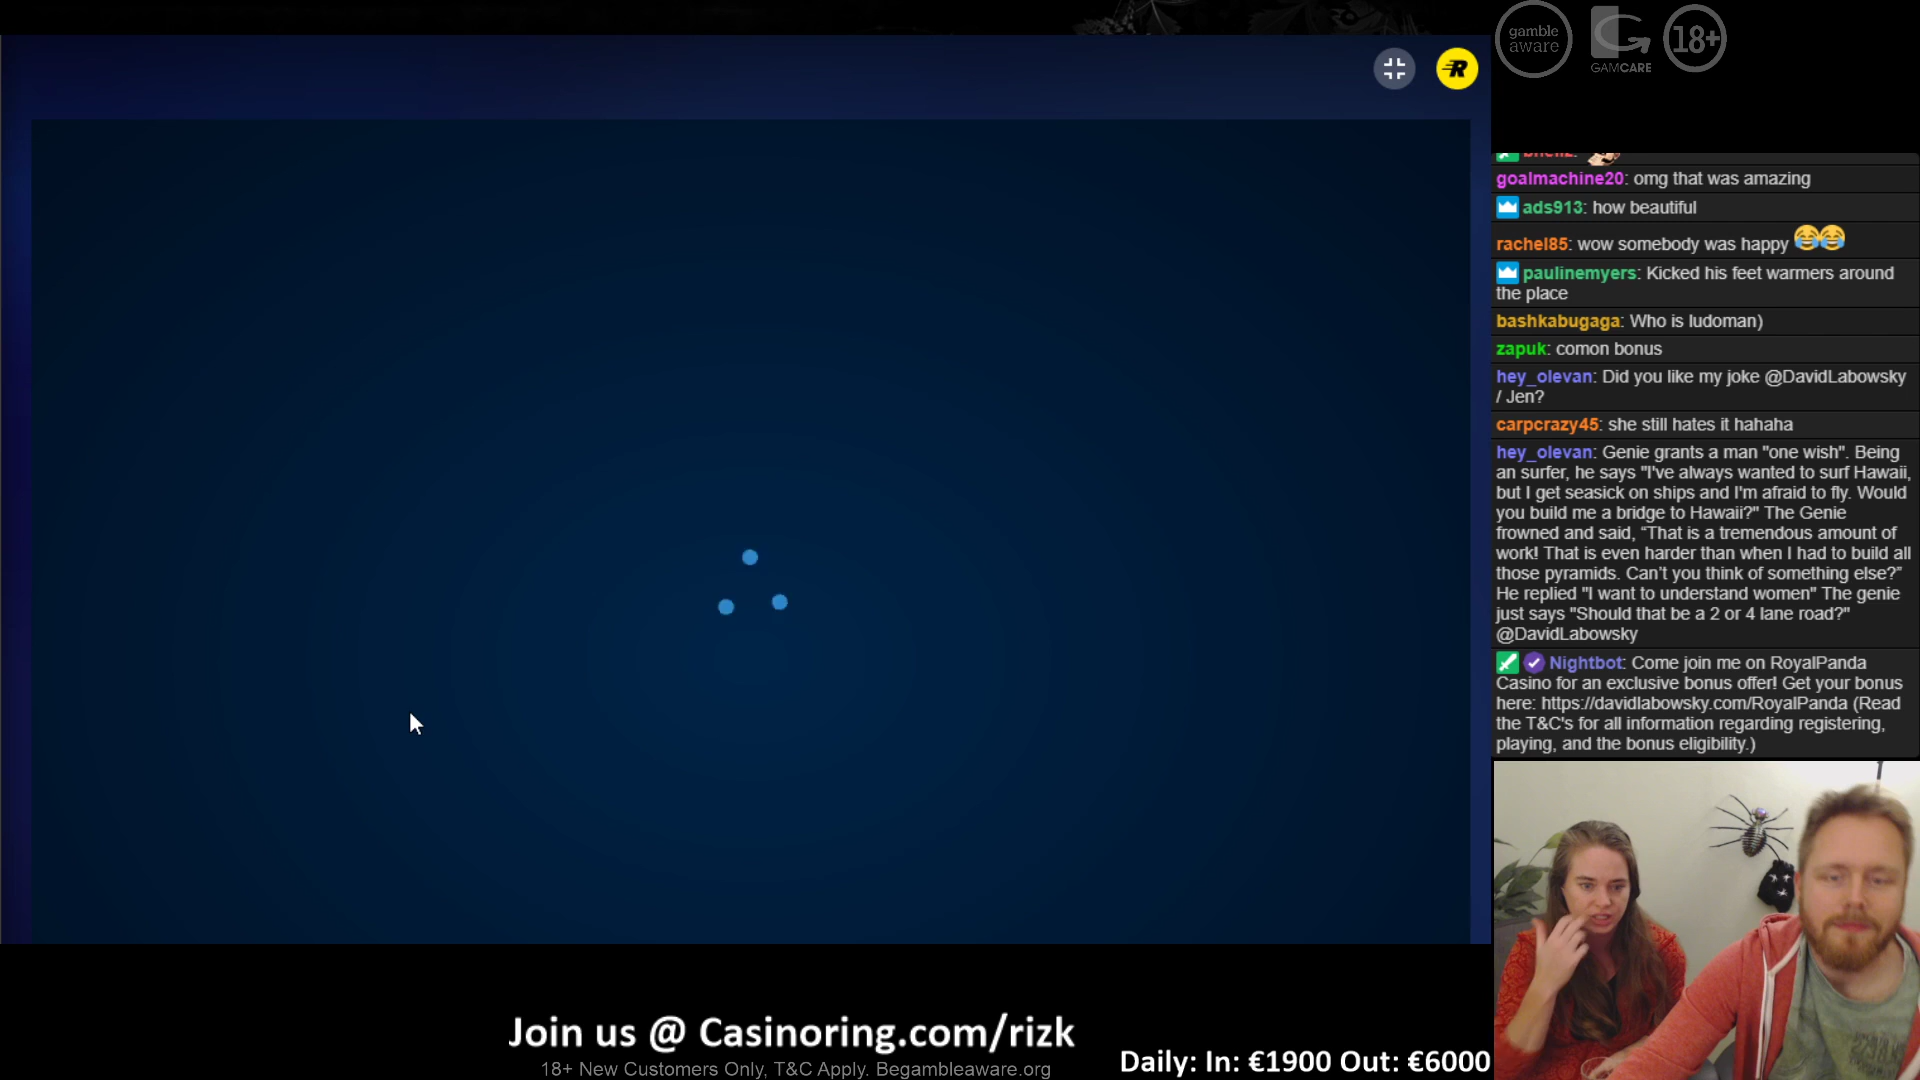 gamble
aware
GAMCARE
18+
R
goalmachine20: omg that was amazing
ads913: how beautiful
rachel85: wow somebody was happy 😂😂
paulinemyers: Kicked his feet warmers around
the place
bashkabugaga: Who is ludoman)
zapuk: comon bonus
hey_olevan: Did you like my joke @DavidLabowsky
/ Jen?
carpcrazy45: she still hates it hahaha
hey_olevan: Genie grants a man "one wish". Being
an surfer, he says "I've always wanted to surf Hawaii,
but I get seasick on ships and I'm afraid to fly. Would
you build me a bridge to Hawaii?" The Genie
frowned and said, “That is a tremendous amount of
work! That is even harder than when I had to build all
those pyramids. Can’t you think of something else?”
He replied "I want to understand women" The genie
just says "Should that be a 2 or 4 lane road?"
@DavidLabowsky
Nightbot: Come join me on RoyalPanda
Casino for an exclusive bonus offer! Get your bonus
here: https://davidlabowsky.com/RoyalPanda (Read
the T&C's for all information regarding registering,
playing, and the bonus eligibility.)
Join us @ Casinoring.com/rizk
18+ New Customers Only, T&C Apply. Begambleaware.org
Daily: In: €1900 Out: €6000